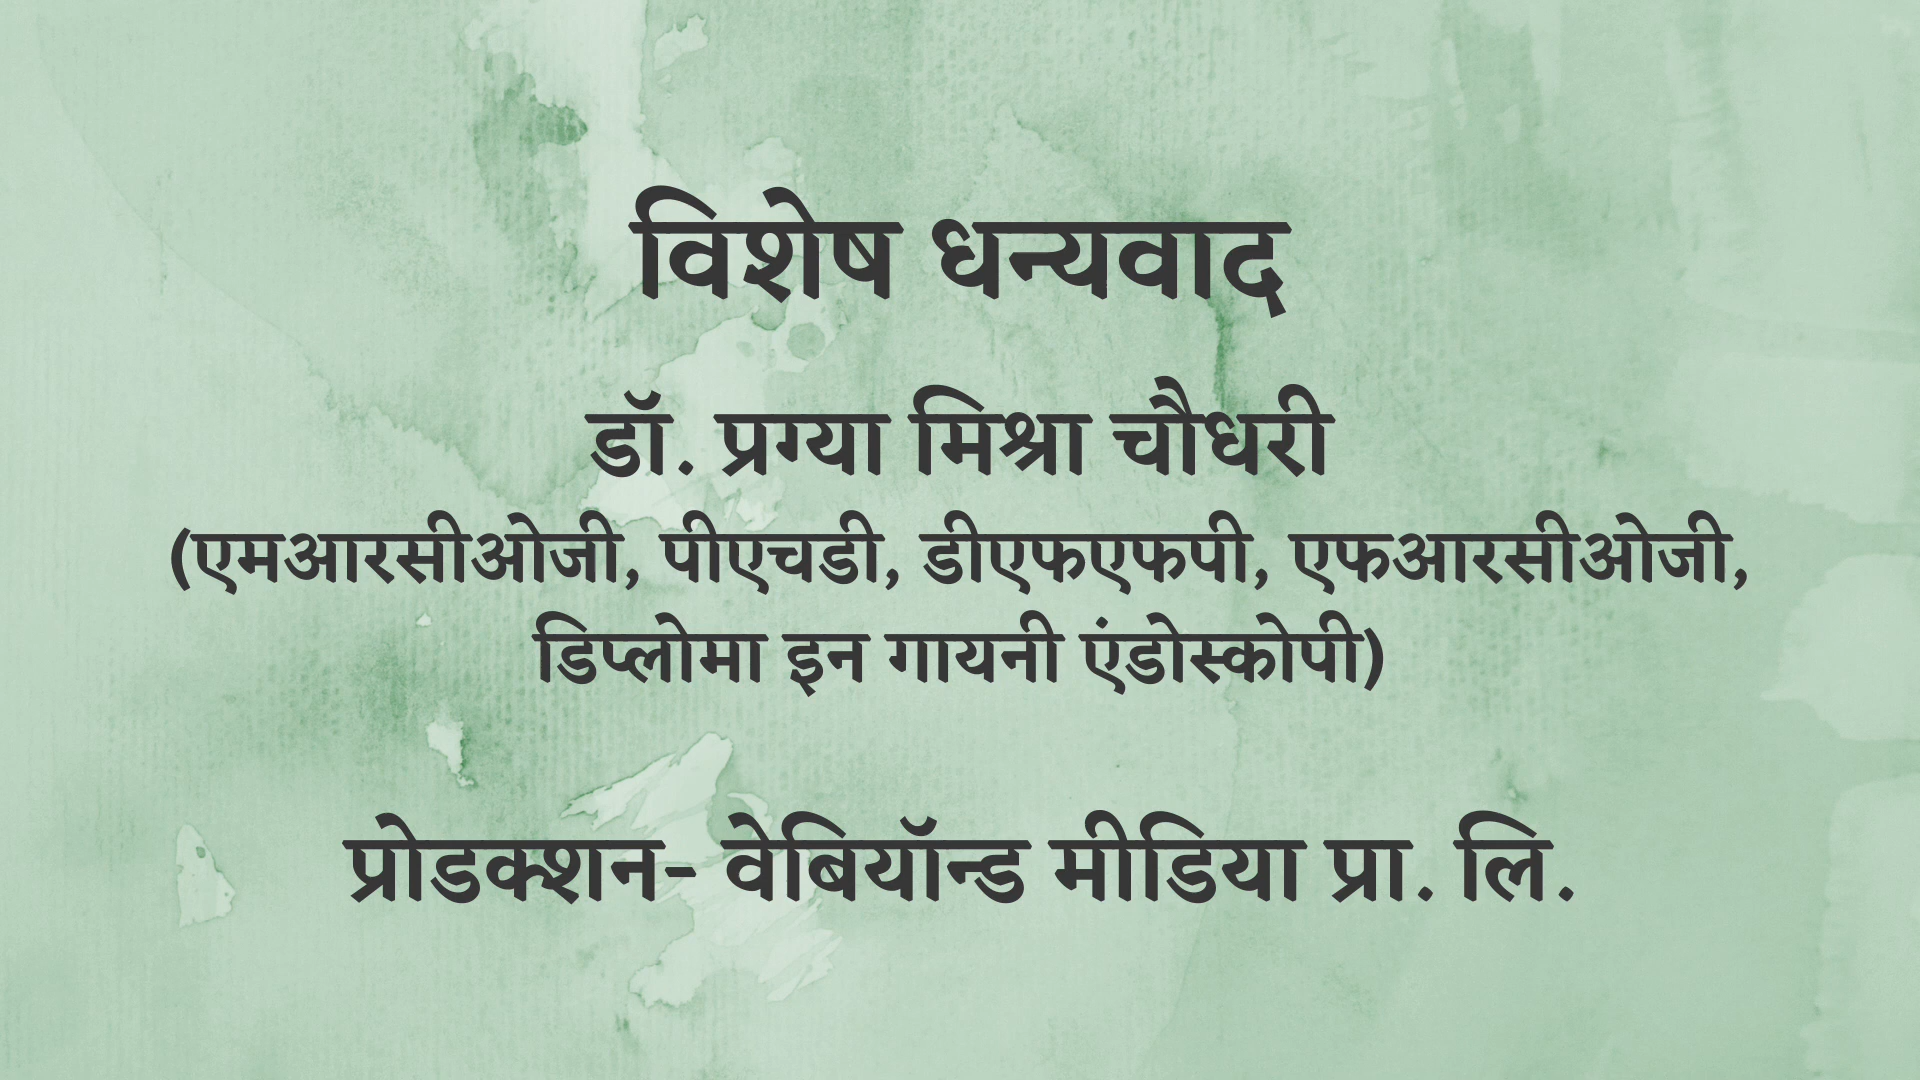 विशेष धन्यवाद
डॉ. प्रग्या मिश्रा चौधरी
(एमआरसीओजी, पीएचडी, डीएफएफपी, एफआरसीओजी,
डिप्लोमा इन गायनी एंडोस्कोपी)
प्रोडक्शन- वेबियॉन्ड मीडिया प्रा. लि.